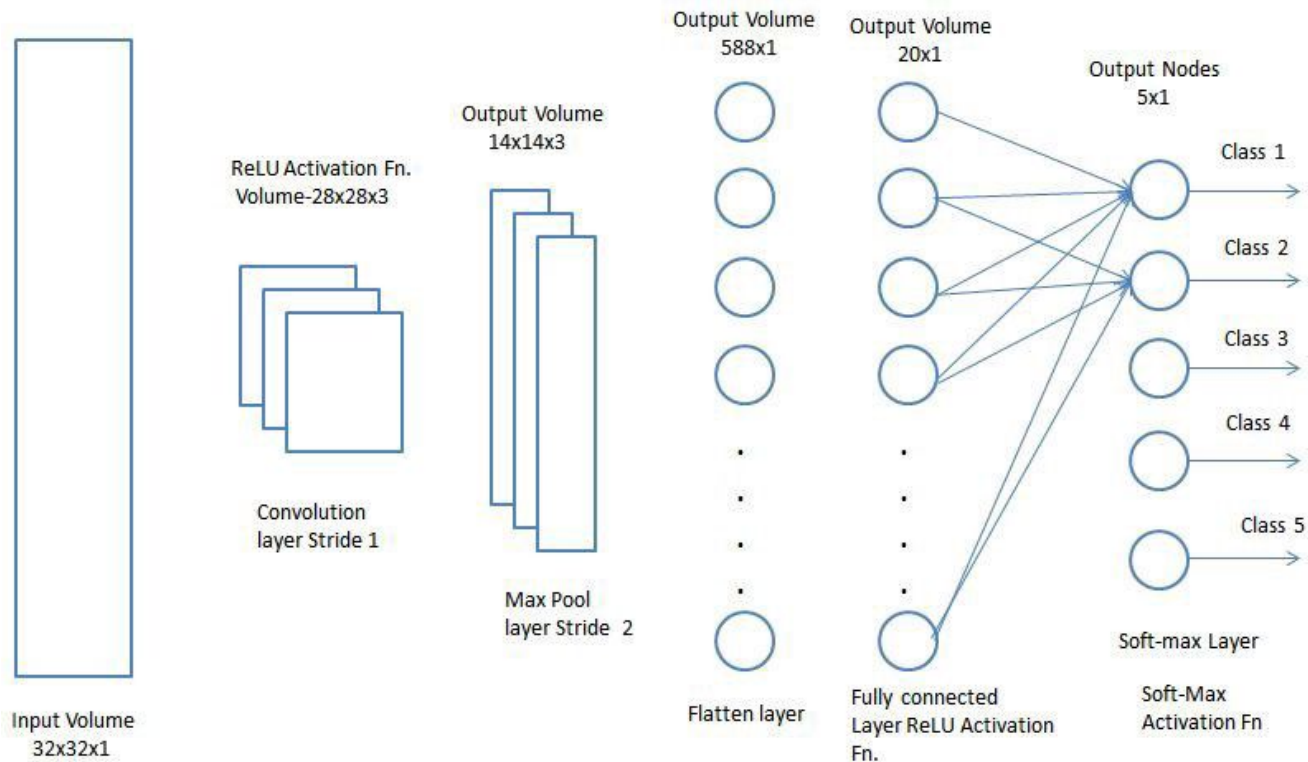 Input Volume
32x32x1
ReLU Activation Fn.
Volume-28x28x3
Convolution
layer Stride 1
Output Volume
14x14x3
Max Pool
layer Stride 2
Output Volume
588x1
Flatten layer
Output Volume
20x1
Fully connected
Layer ReLU Activation
Fn.
Output Nodes
5x1
Class 1
Class 2
Class 3
Class 4
Class 5
Soft-max Layer
Soft-Max
Activation Fn